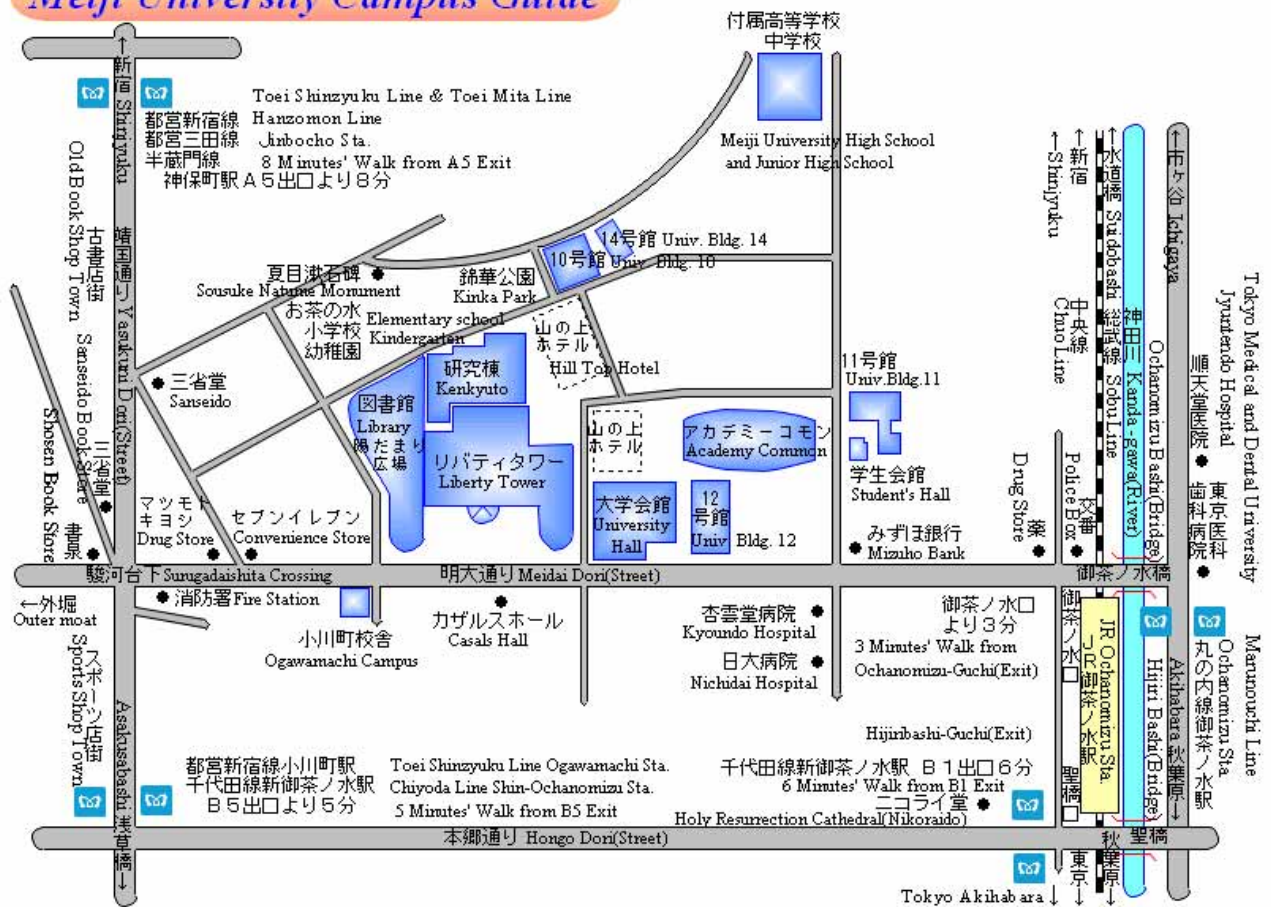 Meiji University Campus Guide
付属高等学校
中学校
Meiji University High School
and Junior High School
←新宿 Shinjyuku
Toei Shinzyuku Line & Toei Mita Line
都営新宿線
Hanzomon Line
都営三田線
Jinbocho Sta.
半蔵門線
8 Minutes' Walk from A5 Exit
神保町駅A5出口より8分
Old Book Shop Town
古書店街
靖国通り Yasukuni Dori(Street)
夏目漱石碑
Sousuke Natume Monument
錦華公園
Kinka Park
10号館
Univ. Bldg. 10
14号館 Univ. Bldg. 14
お茶の水
小学校
幼稚園
Elementary school
Kindergarten
山の上
ホテル
Hill Top Hotel
三省堂
Sanseido
Sanseido Book Store
三省堂
Shosen Book Store
書泉
マツモト
キヨシ
Drug Store
セブンイレブン
Convenience Store
図書館
Library
陽だまり
広場
研究棟
Kenkyuto
リバティタワー
Liberty Tower
山の上
ホテル
アカデミーコモン
Academy Common
11号館
Univ.Bldg.11
学生会館
Student's Hall
大学会館
University
Hall
12
号館
Univ Bldg. 12
みずほ銀行
Mizuho Bank
Drug Store
薬
Police Box
交番
←Shinjyuku
←新宿
中央線
Chuo Line
←水道橋 Suidobashi
総武線 Sobu Line
Kanda-gawa(River)
←市ヶ谷 Ichigaya
Ochanomizu Bashi(Bridge)
順天堂医院
Jyuntendo Hospital
Tokyo Medical and Dental University
東京医科
歯科病院
駿河台下 Surugadaishita Crossing
明大通り Meidai Dori(Street)
御茶ノ水橋
←外堀
Outer moat
消防署 Fire Station
小川町校舎
Ogawamachi Campus
カザルスホール
Casals Hall
杏雲堂病院
Kyoundo Hospital
日大病院
Nichidai Hospital
御茶ノ水口
より3分
3 Minutes' Walk from
Ochanomizu-Guchi(Exit)
御茶ノ水口
JR Ochanomizu Sta.
JR御茶ノ水駅
Hijiri Bashi(Bridge)
Akihabara 秋葉原→
Marunouchi Line
Ochanomizu Sta
丸の内線御茶ノ水駅
スポーツ店街
Sports Shop Town
Asakusabashi 浅草橋→
都営新宿線小川町駅
千代田線新御茶ノ水駅
B5出口より5分
Toei Shinzyuku Line Ogawamachi Sta.
Chiyoda Line Shin-Ochanomizu Sta.
5 Minutes' Walk from B5 Exit
Hijiribashi-Guchi(Exit)
聖橋口
千代田線新御茶ノ水駅 B1出口6分
6 Minutes' Walk from B1 Exit
ニコライ堂
Holy Resurrection Cathedral(Nikoraido)
本郷通り Hongo Dori(Street)
聖橋
秋葉原→
東京→
Tokyo Akihabara ↓